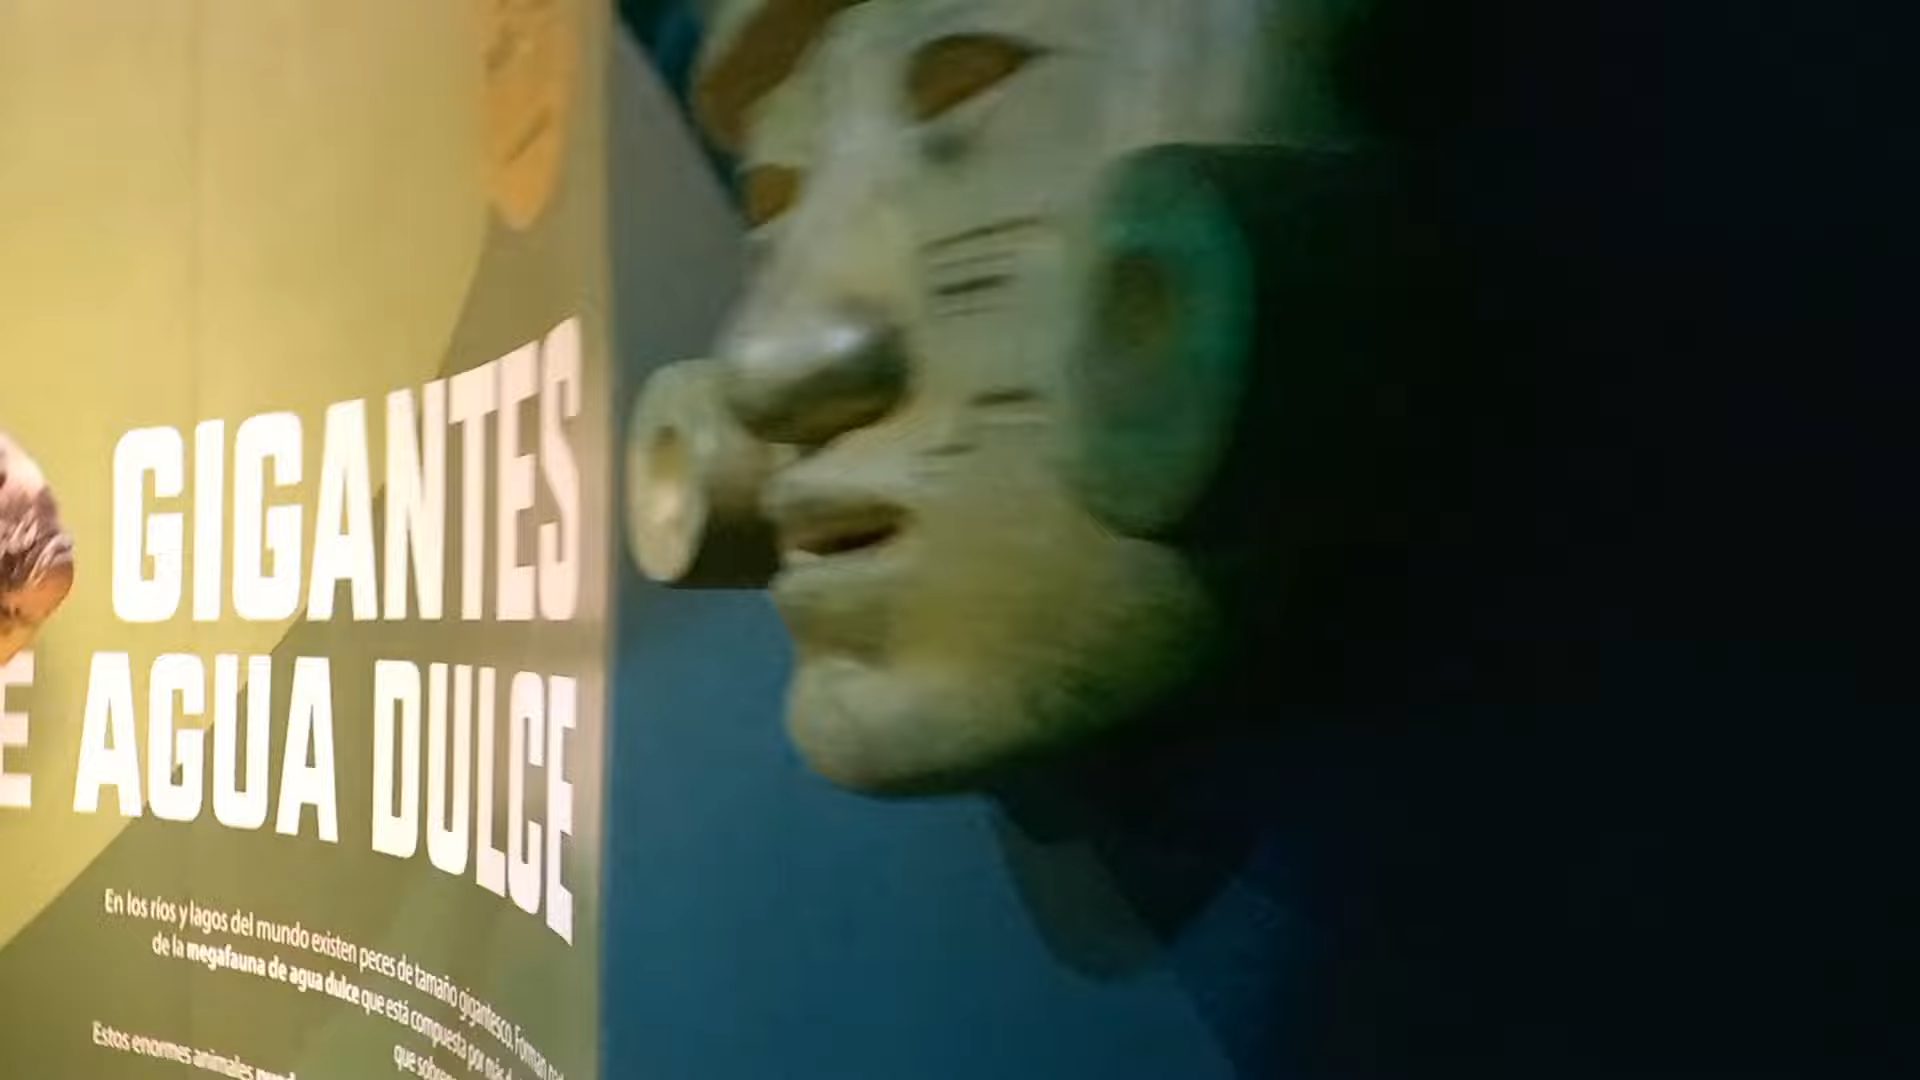 GIGANTES
E AGUA DULCE
En los ríos y lagos del mundo existen peces de tamaño gigantesco. Forman
de la megafauna de agua dulce que está compuesta por más
que
Estos enormes animales